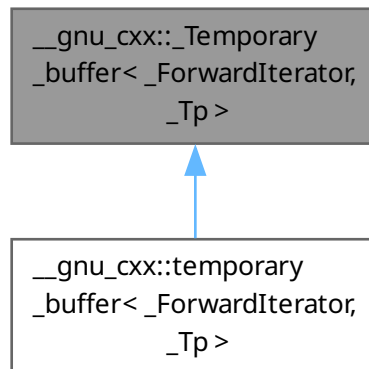 __gnu_cxx::_Temporary
_buffer< _ForwardIterator,
_Tp >
__gnu_cxx::temporary
_buffer< _ForwardIterator,
_Tp >